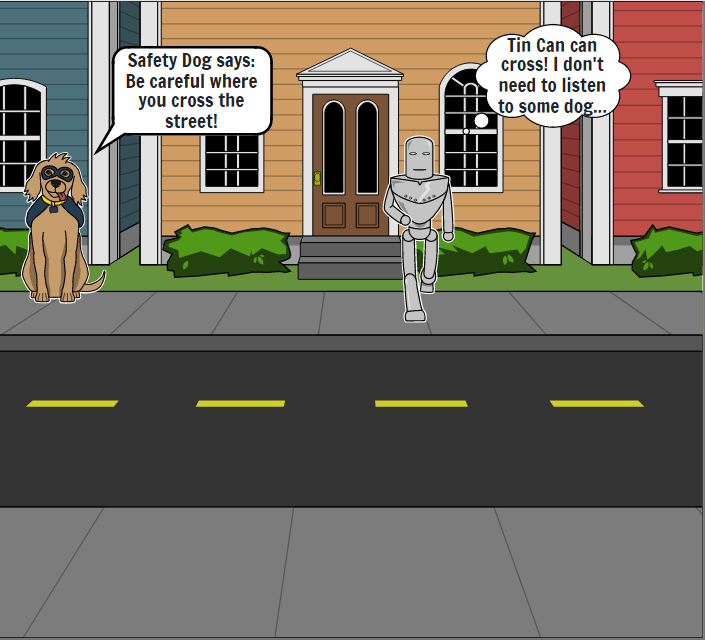 Safety Dog says:
Be careful where
you cross the
street!
Tin Can can
cross! I don't
need to listen
to some dog...